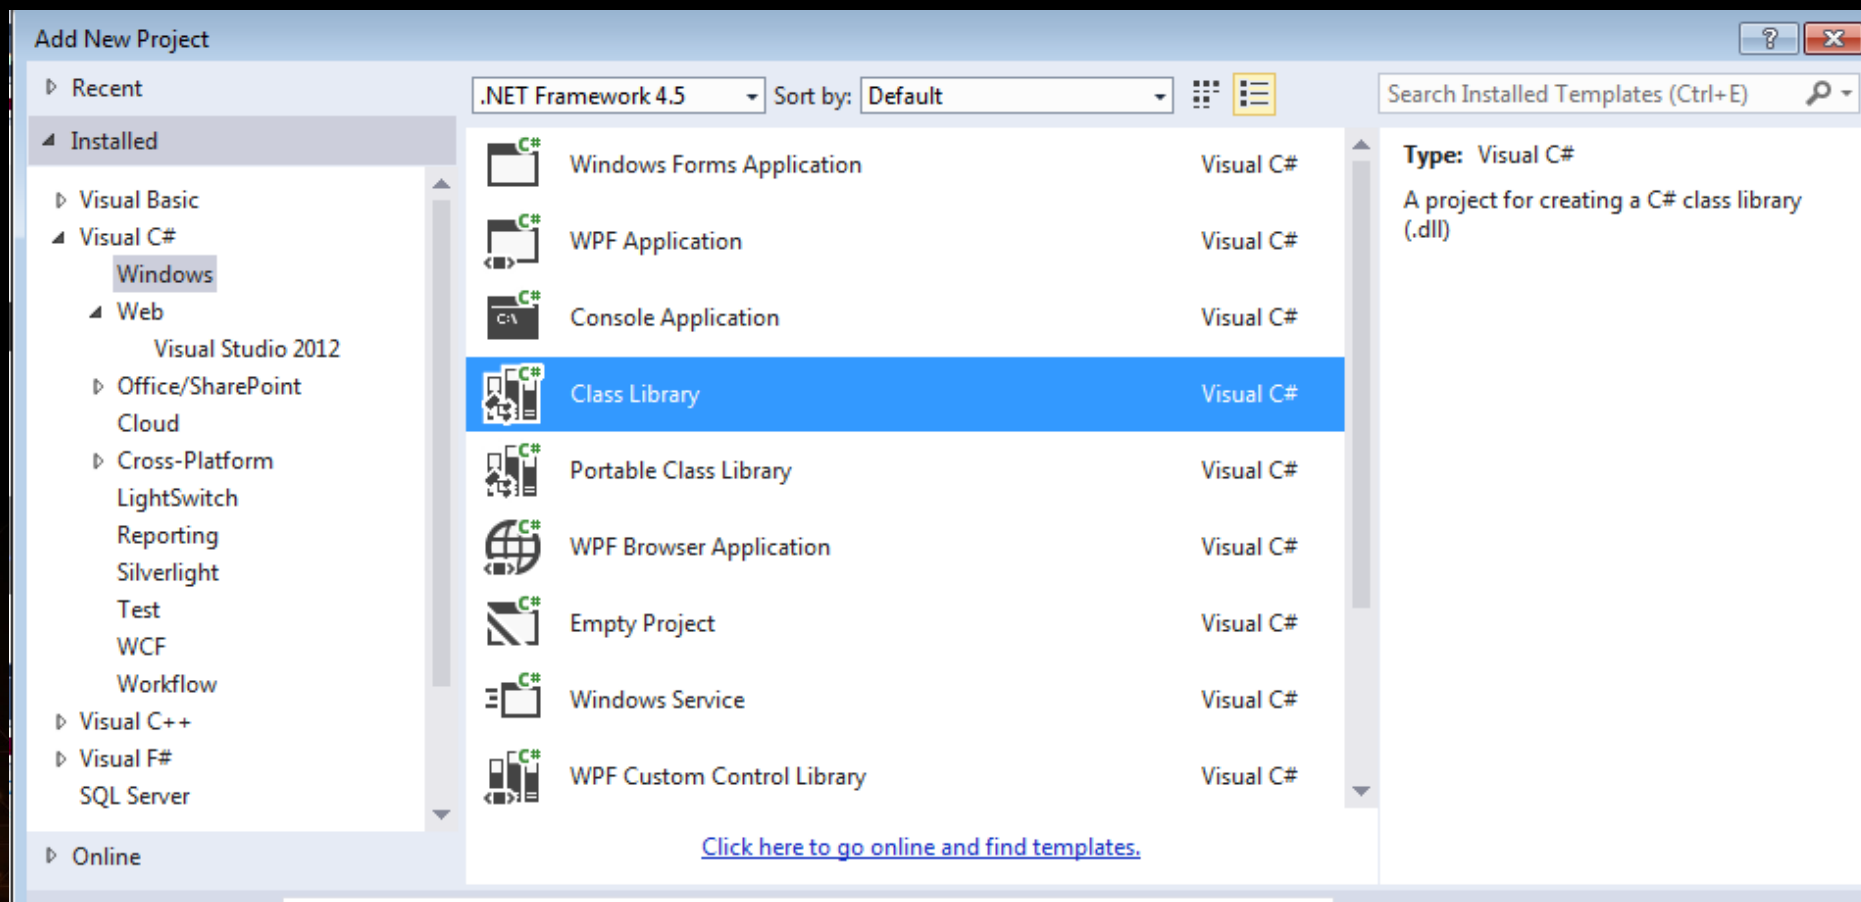 Add New Project
?
Recent
Installed
Visual Basic
Visual C#
Windows
Web
Visual Studio 2012
Office/SharePoint
Cloud
Cross-Platform
LightSwitch
Reporting
Silverlight
Test
WCF
Workflow
Visual C++
Visual F#
SQL Server
Online
.NET Framework 4.5 Sort by: Default
C# Windows Forms Application Visual C#
C# WPF Application Visual C#
C# C:\ Console Application Visual C#
C# Class Library Visual C#
C# Portable Class Library Visual C#
C# WPF Browser Application Visual C#
C# Empty Project Visual C#
C# Windows Service Visual C#
C# WPF Custom Control Library Visual C#
Click here to go online and find templates.
Search Installed Templates (Ctrl+E)
Type: Visual C#
A project for creating a C# class library
(.dll)